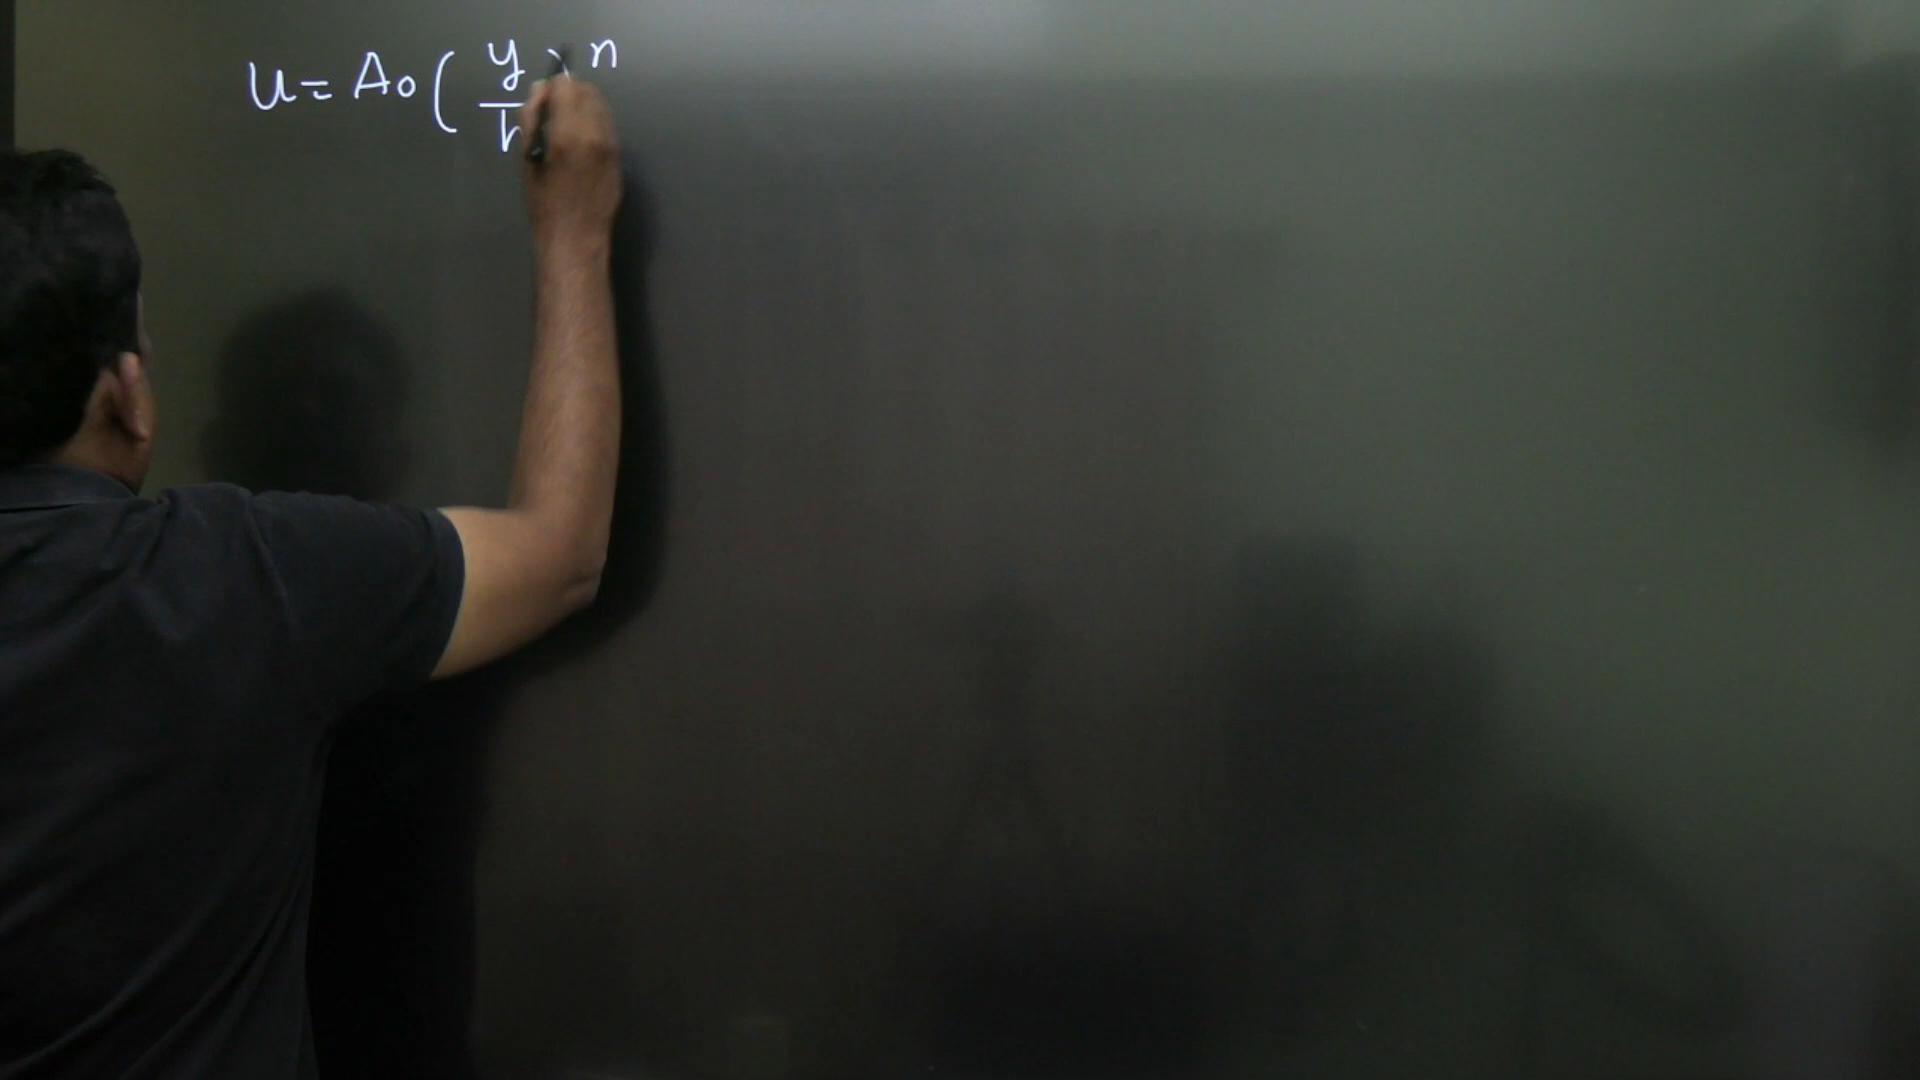 u = A₀ ( y/h )ⁿ